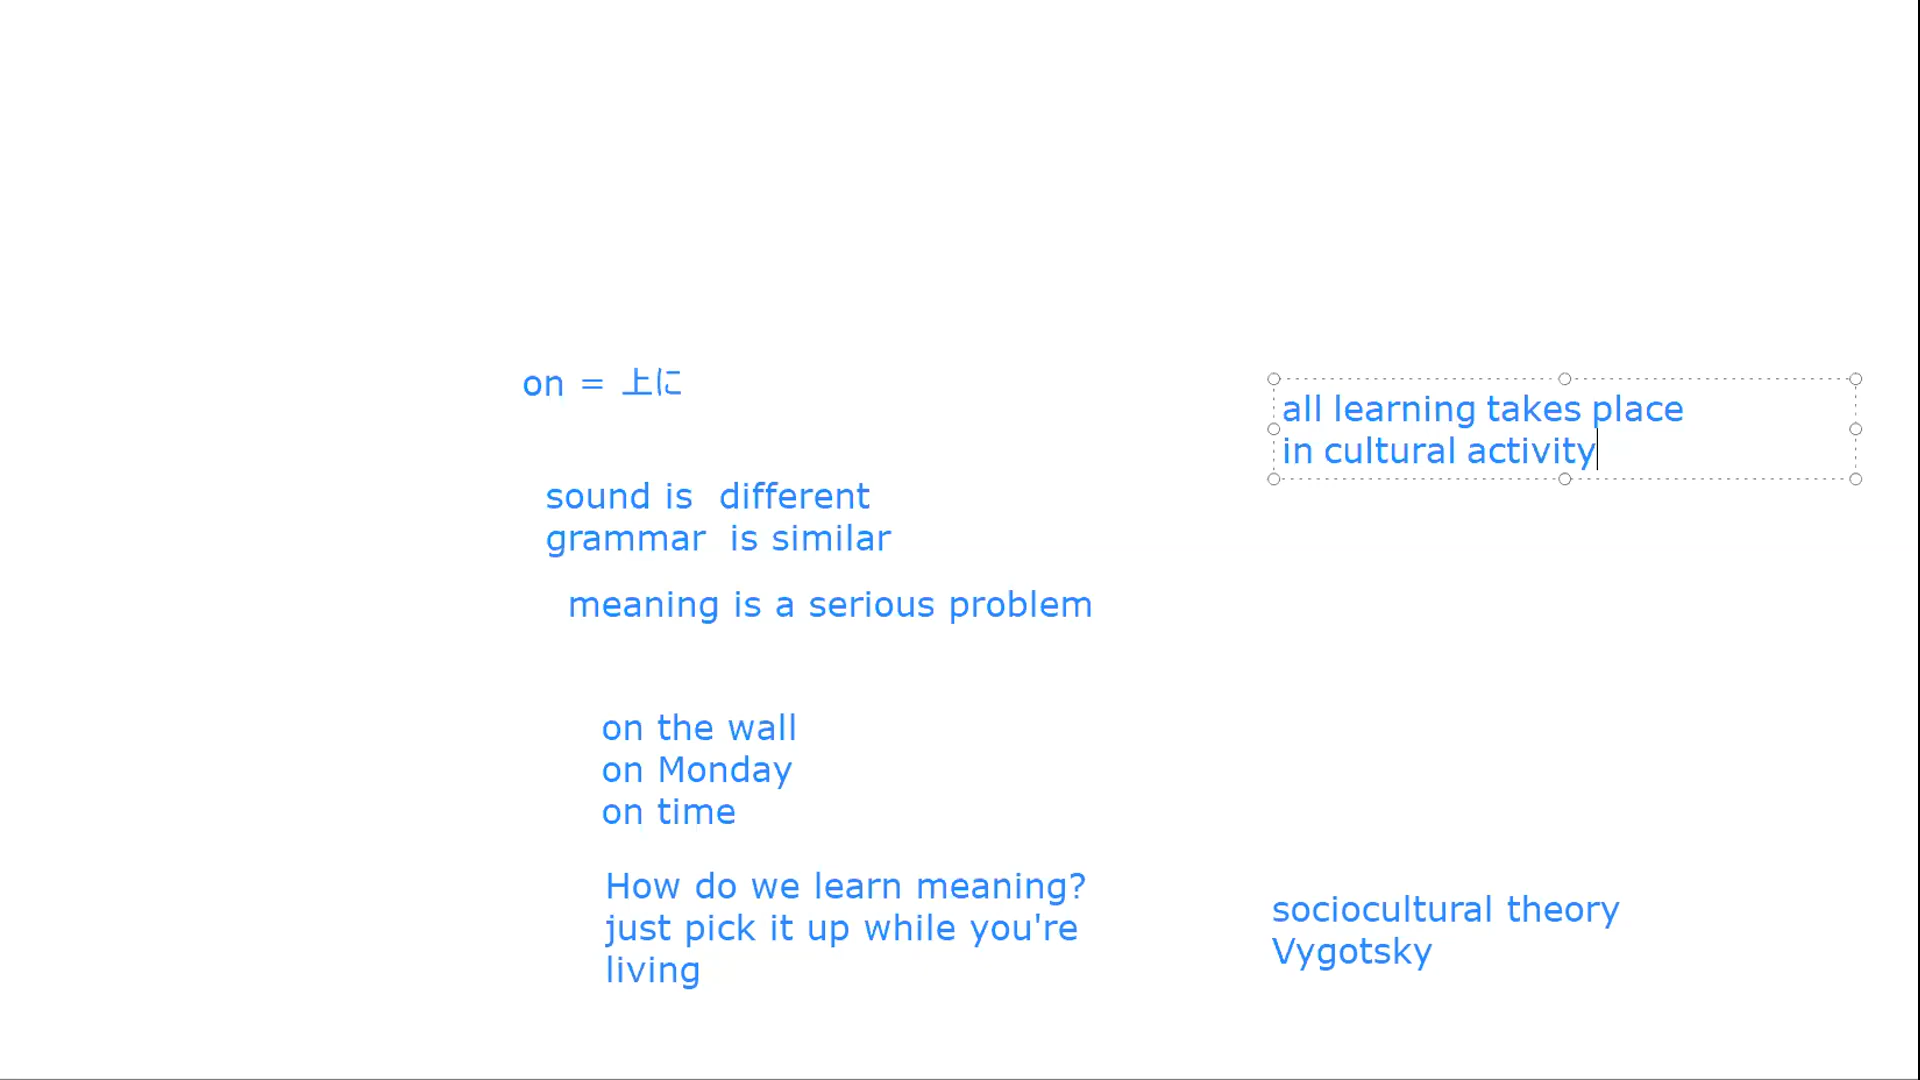 on = 上に
sound is different
grammar is similar
meaning is a serious problem
on the wall
on Monday
on time
How do we learn meaning?
just pick it up while you're
living
all learning takes place
in cultural activity
sociocultural theory
Vygotsky